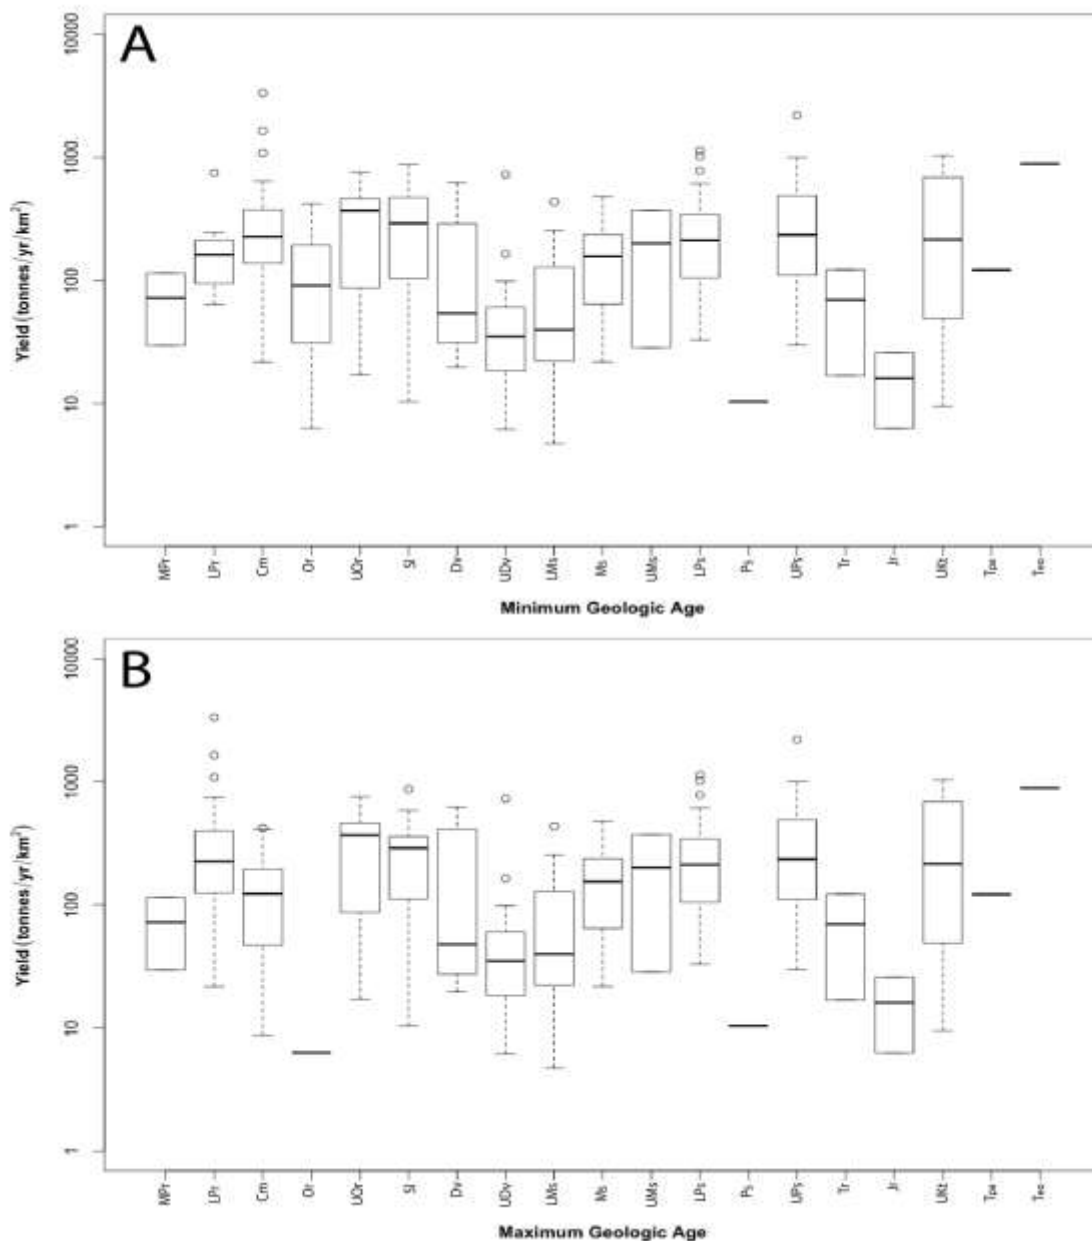 A
10000
1000
100
10
1
Yield (tonnes/yr/km²)
MPr LPr Cm Or UOr Sl Dv UDv LMs Ms UMs LPs Ps UPs Tr Jr UKt Tpa Teo
Minimum Geologic Age
B
10000
1000
100
10
1
Yield (tonnes/yr/km²)
MPr LPr Cm Or UOr Sl Dv UDv LMs Ms UMs LPs Ps UPs Tr Jr UKt Tpa Teo
Maximum Geologic Age